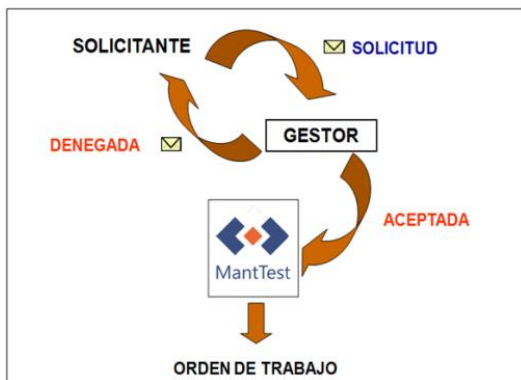 SOLICITANTE
SOLICITUD
DENEGADA
GESTOR
ACEPTADA
MantTest
ORDEN DE TRABAJO